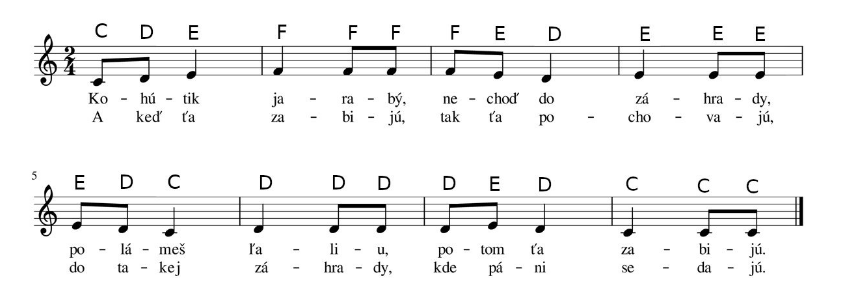 C D E F F F F E D E E E
2
4
Ko - hú - tik ja - ra - bý, ne - choď do zá - hra - dy,
A keď ťa za - bi - jú, tak ťa po - cho - va - jú,
5
E D C D D D D E D C C C
po - lá - meš ľa - li - u, po - tom ťa za - bi - jú.
do ta - kej zá - hra - dy, kde pá - ni se - da - jú.